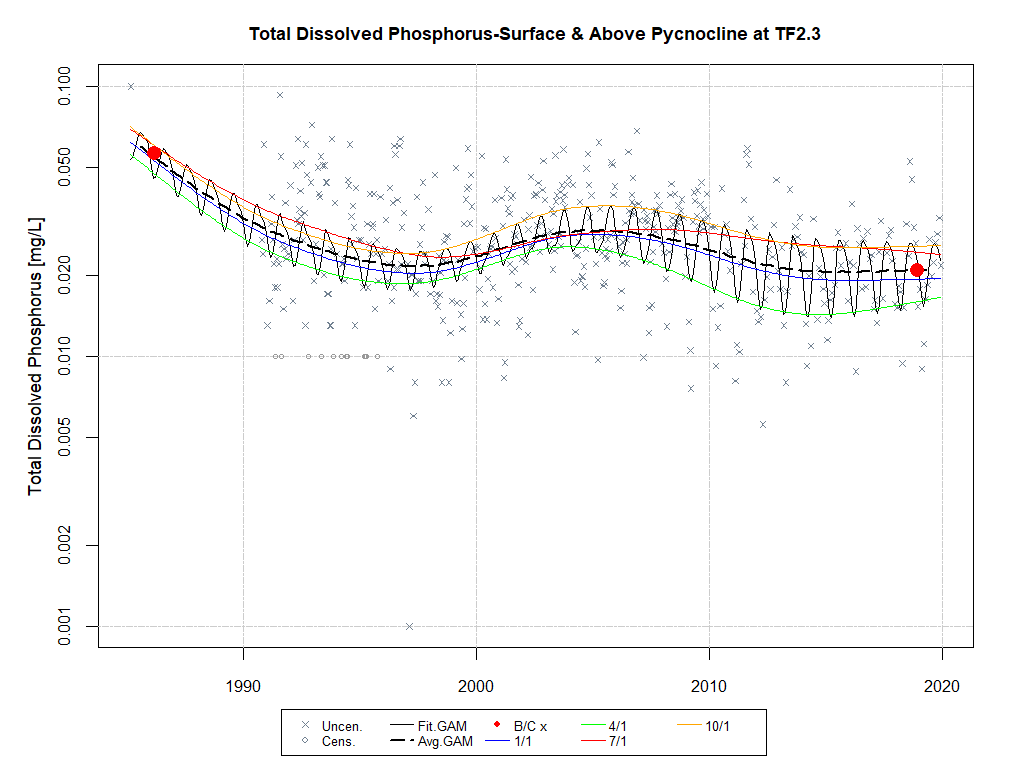 Total Dissolved Phosphorus-Surface & Above Pycnocline at TF2.3
Total Dissolved Phosphorus [mg/L]
0.100
0.050
0.020
0.010
0.005
0.002
0.001
1990 2000 2010 2020
Uncen. Fit.GAM B/C x 4/1 10/1
Cens. Avg.GAM 1/1 7/1